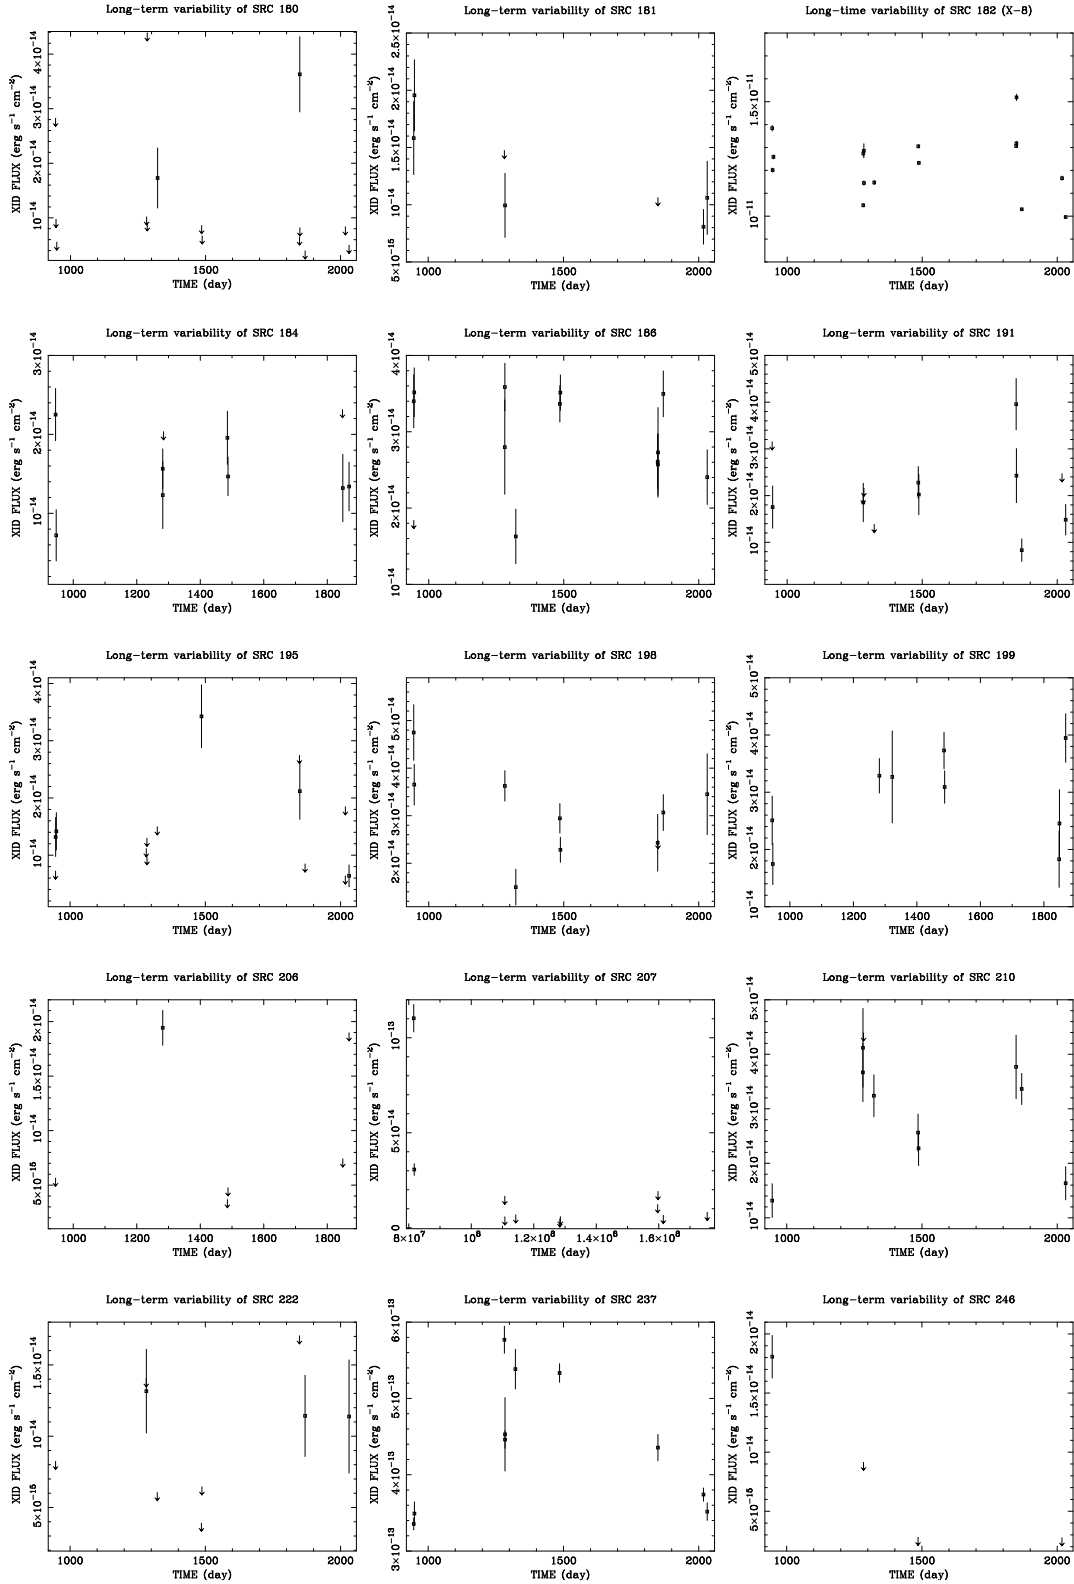 Long-term variability of SRC 180
XID FLUX (erg s⁻¹ cm⁻²)
10⁻¹⁴ 2×10⁻¹⁴ 3×10⁻¹⁴ 4×10⁻¹⁴
1000 1500 2000
TIME (day)
Long-term variability of SRC 181
XID FLUX (erg s⁻¹ cm⁻²)
5×10⁻¹⁵ 10⁻¹⁴ 1.5×10⁻¹⁴ 2×10⁻¹⁴ 2.5×10⁻¹⁴
1000 1500 2000
TIME (day)
Long-time variability of SRC 182 (X-8)
XID FLUX (erg s⁻¹ cm⁻²)
10⁻¹¹ 1.5×10⁻¹¹
1000 1500 2000
TIME (day)
Long-term variability of SRC 184
XID FLUX (erg s⁻¹ cm⁻²)
10⁻¹⁴ 2×10⁻¹⁴ 3×10⁻¹⁴
1000 1200 1400 1600 1800
TIME (day)
Long-term variability of SRC 186
XID FLUX (erg s⁻¹ cm⁻²)
10⁻¹⁴ 2×10⁻¹⁴ 3×10⁻¹⁴ 4×10⁻¹⁴
1000 1500 2000
TIME (day)
Long-term variability of SRC 191
XID FLUX (erg s⁻¹ cm⁻²)
10⁻¹⁴ 2×10⁻¹⁴ 3×10⁻¹⁴ 4×10⁻¹⁴ 5×10⁻¹⁴
1000 1500 2000
TIME (day)
Long-term variability of SRC 195
XID FLUX (erg s⁻¹ cm⁻²)
10⁻¹⁴ 2×10⁻¹⁴ 3×10⁻¹⁴ 4×10⁻¹⁴
1000 1500 2000
TIME (day)
Long-term variability of SRC 198
XID FLUX (erg s⁻¹ cm⁻²)
2×10⁻¹⁴ 3×10⁻¹⁴ 4×10⁻¹⁴ 5×10⁻¹⁴
1000 1500 2000
TIME (day)
Long-term variability of SRC 199
XID FLUX (erg s⁻¹ cm⁻²)
10⁻¹⁴ 2×10⁻¹⁴ 3×10⁻¹⁴ 4×10⁻¹⁴ 5×10⁻¹⁴
1000 1200 1400 1600 1800
TIME (day)
Long-term variability of SRC 206
XID FLUX (erg s⁻¹ cm⁻²)
5×10⁻¹⁵ 10⁻¹⁴ 1.5×10⁻¹⁴ 2×10⁻¹⁴
1000 1200 1400 1600 1800
TIME (day)
Long-term variability of SRC 207
XID FLUX (erg s⁻¹ cm⁻²)
0 5×10⁻¹⁴ 10⁻¹³
8×10⁷ 10⁸ 1.2×10⁸ 1.4×10⁸ 1.6×10⁸
TIME (day)
Long-term variability of SRC 210
XID FLUX (erg s⁻¹ cm⁻²)
10⁻¹⁴ 2×10⁻¹⁴ 3×10⁻¹⁴ 4×10⁻¹⁴ 5×10⁻¹⁴
1000 1500 2000
TIME (day)
Long-term variability of SRC 222
XID FLUX (erg s⁻¹ cm⁻²)
5×10⁻¹⁵ 10⁻¹⁴ 1.5×10⁻¹⁴
1000 1500 2000
TIME (day)
Long-term variability of SRC 237
XID FLUX (erg s⁻¹ cm⁻²)
3×10⁻¹³ 4×10⁻¹³ 5×10⁻¹³ 6×10⁻¹³
1000 1500 2000
TIME (day)
Long-term variability of SRC 246
XID FLUX (erg s⁻¹ cm⁻²)
5×10⁻¹⁵ 10⁻¹⁴ 1.5×10⁻¹⁴ 2×10⁻¹⁴
1000 1500 2000
TIME (day)